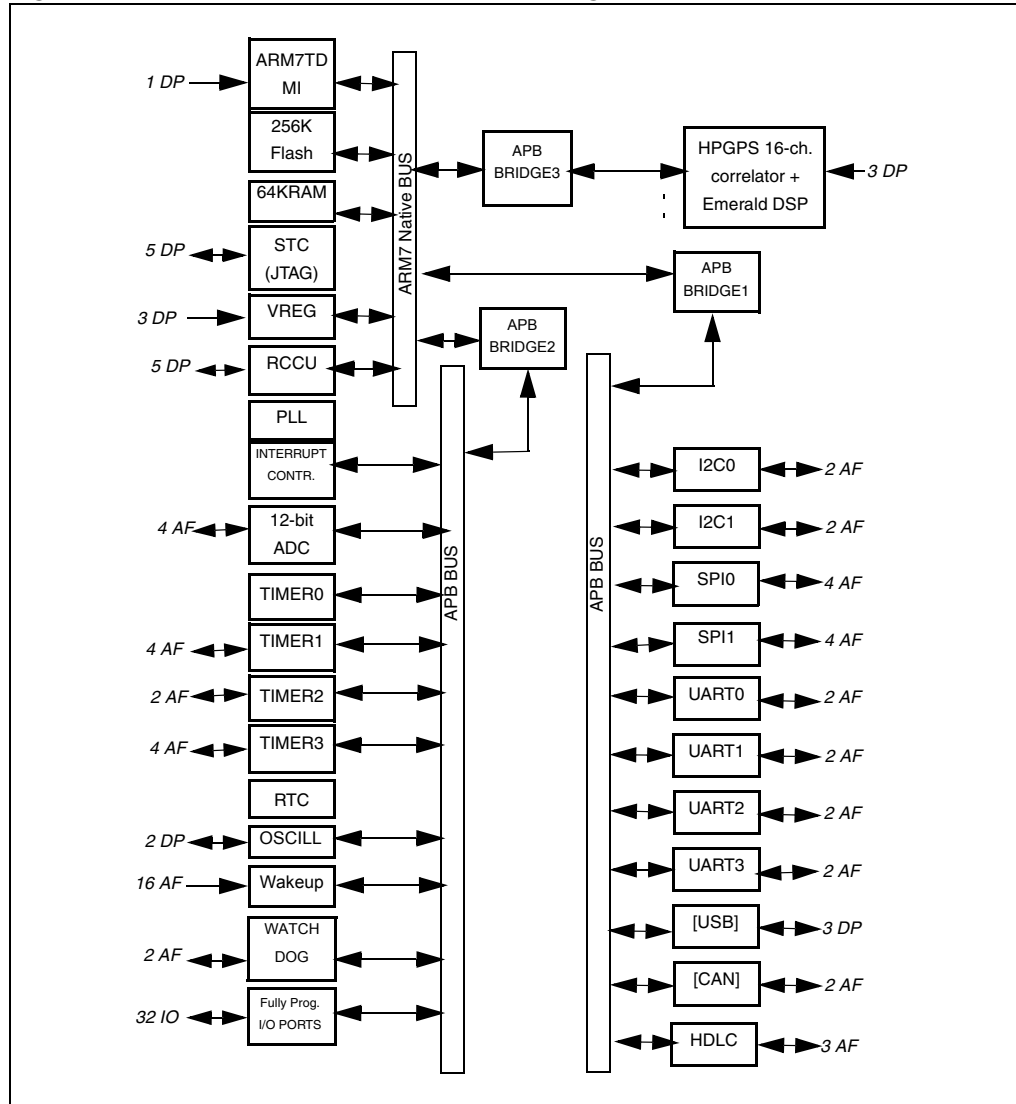 1 DP
ARM7TD
MI
256K
Flash
64KRAM
5 DP
STC
(JTAG)
3 DP
VREG
5 DP
RCCU
PLL
INTERRUPT
CONTR.
4 AF
12-bit
ADC
TIMER0
4 AF
TIMER1
2 AF
TIMER2
4 AF
TIMER3
RTC
2 DP
OSCILL
16 AF
Wakeup
2 AF
WATCH
DOG
32 IO
Fully Prog.
I/O PORTS
ARM7 Native BUS
APB
BRIDGE3
HPGPS 16-ch.
correlator +
Emerald DSP
3 DP
APB
BRIDGE1
APB
BRIDGE2
APB BUS
APB BUS
I2C0
2 AF
I2C1
2 AF
SPI0
4 AF
SPI1
4 AF
UART0
2 AF
UART1
2 AF
UART2
2 AF
UART3
2 AF
[USB]
3 DP
[CAN]
2 AF
HDLC
3 AF